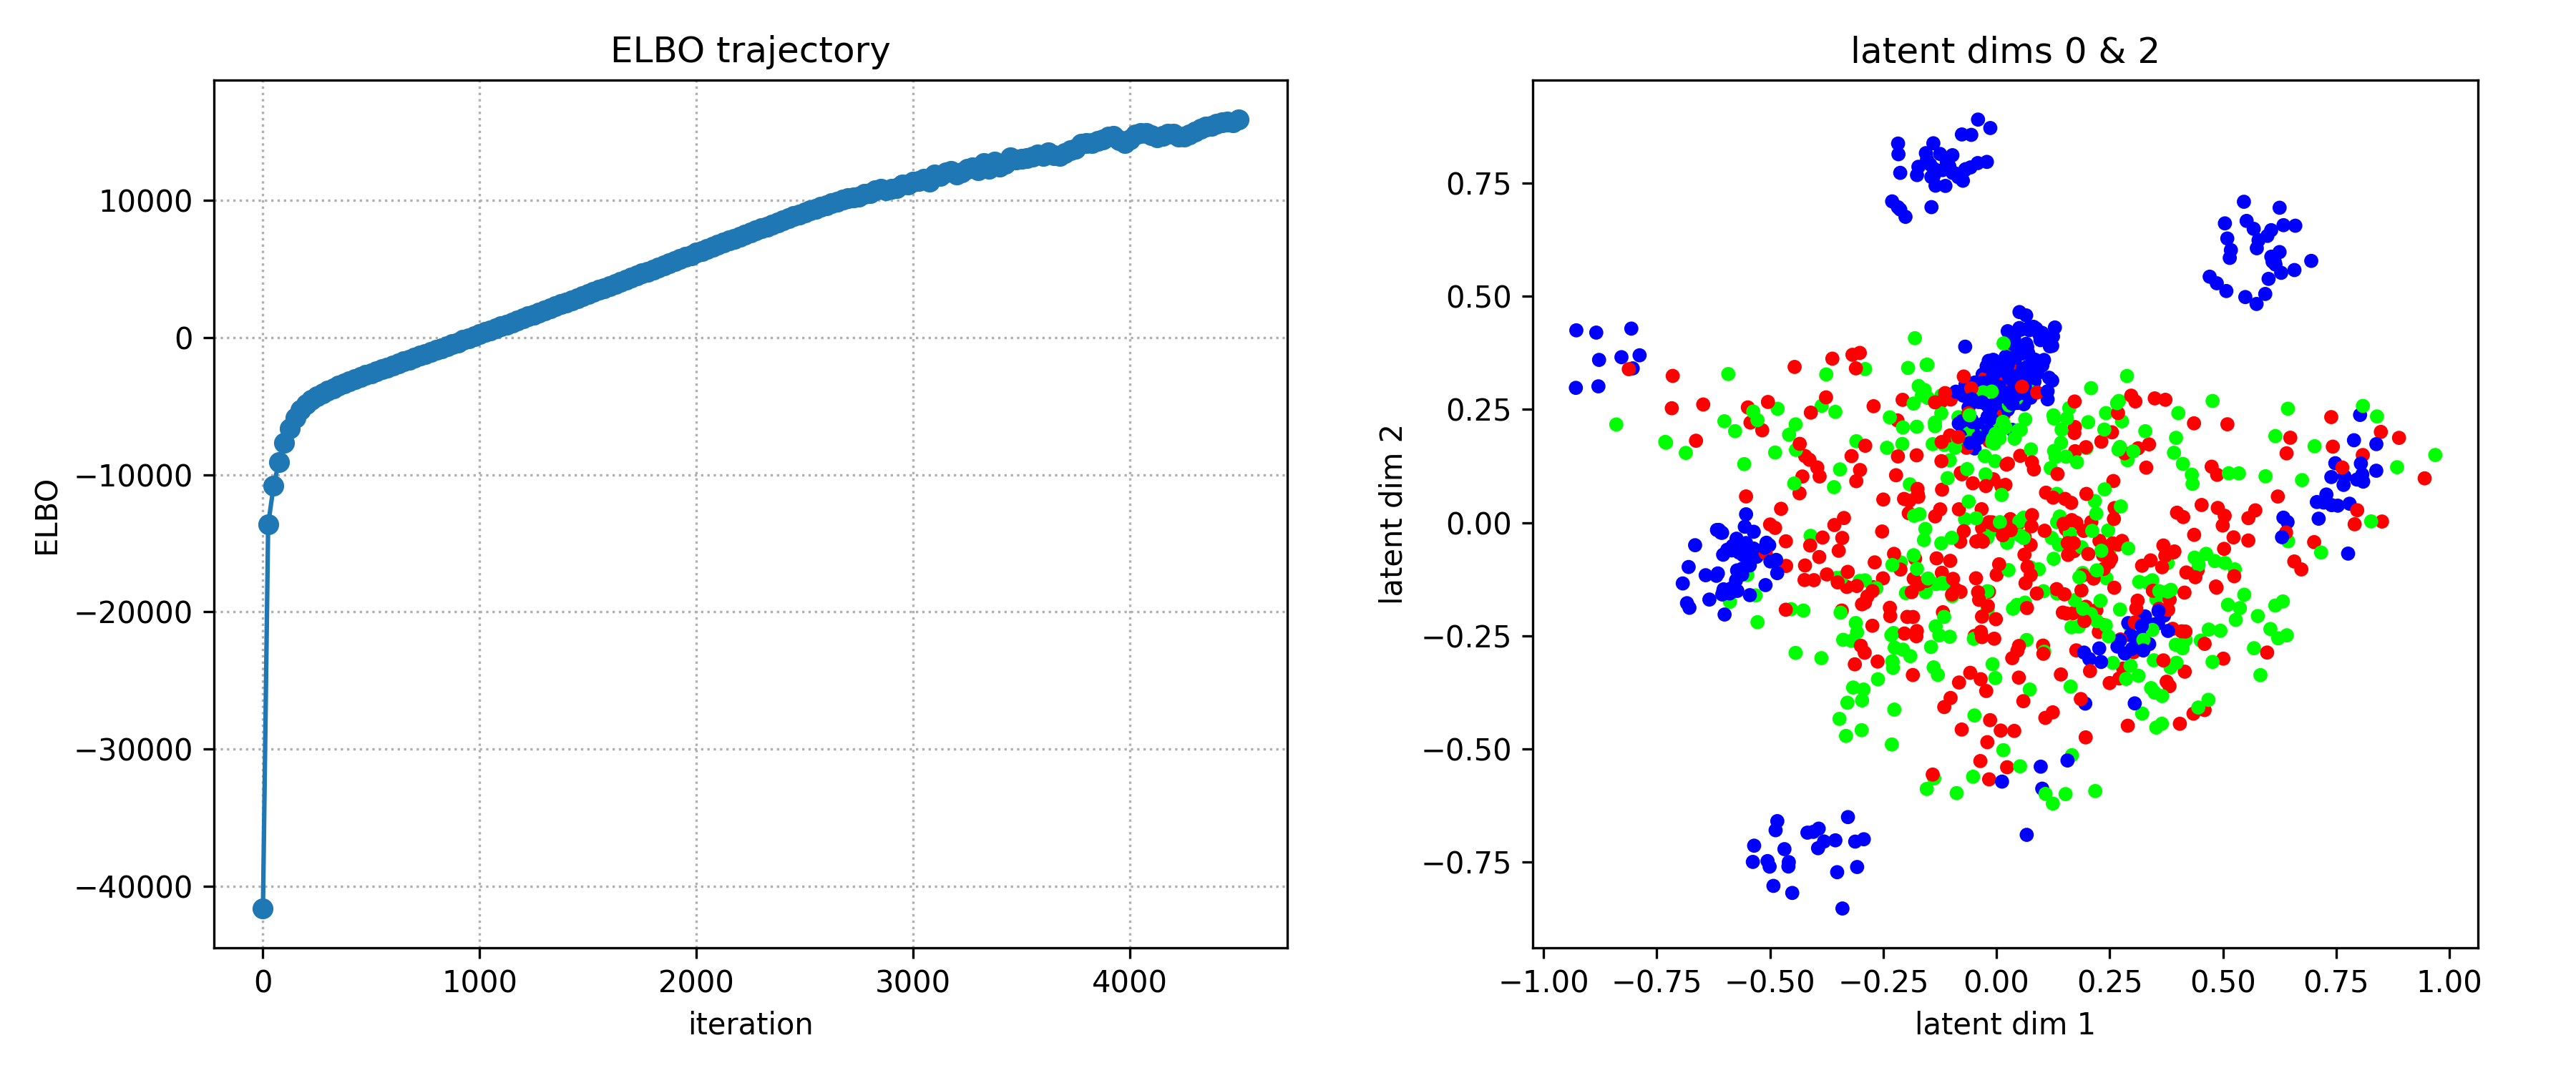 ELBO trajectory
ELBO
10000
0
−10000
−20000
−30000
−40000
0 1000 2000 3000 4000
iteration
latent dims 0 & 2
latent dim 2
0.75
0.50
0.25
0.00
−0.25
−0.50
−0.75
−1.00 −0.75 −0.50 −0.25 0.00 0.25 0.50 0.75 1.00
latent dim 1